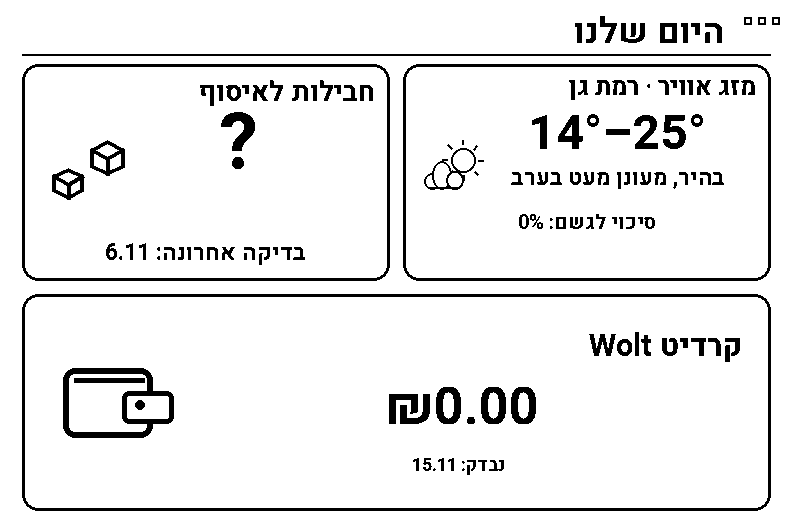 היום שלנו
מזג אוויר · רמת גן
14°–25°
בהיר, מעונן מעט בערב
סיכוי לגשם: 0%
חבילות לאיסוף
?
בדיקה אחרונה: 6.11
קרדיט Wolt
₪0.00
נבדק: 15.11